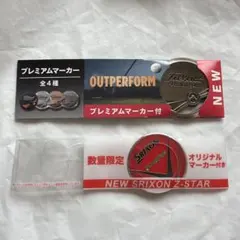 プレミアムマーカー
全4種
OUTPERFORM
プレミアムマーカー付
NEW
数量限定
SRIXON
オリジナル
マーカー付き
NEW SRIXON Z-STAR